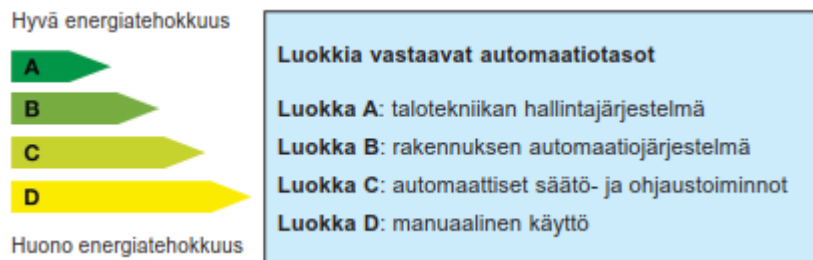 Hyvä energiatehokkuus
A
B
C
D
Huono energiatehokkuus
Luokkia vastaavat automaatiotasot
Luokka A: talotekniikan hallintajärjestelmä
Luokka B: rakennuksen automaatiojärjestelmä
Luokka C: automaattiset säätö- ja ohjaustoiminnot
Luokka D: manuaalinen käyttö